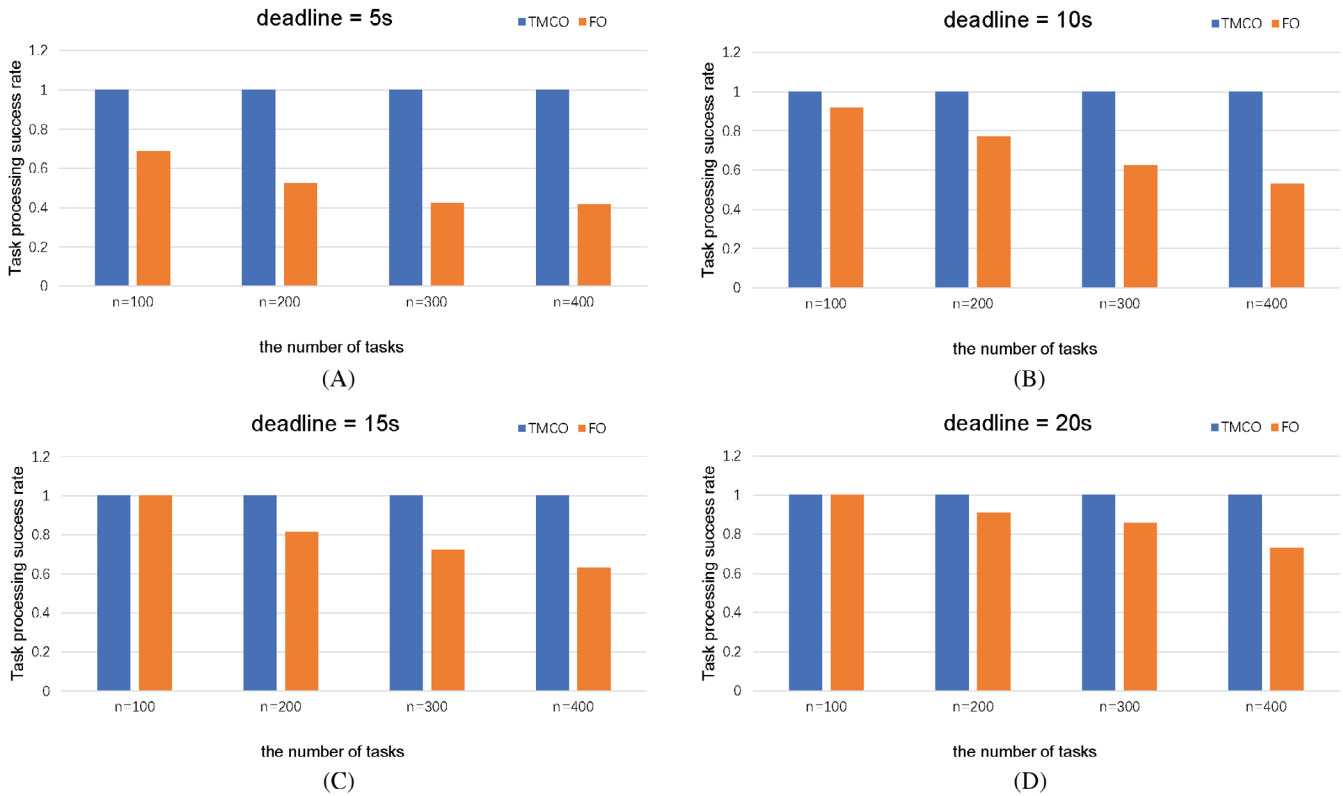 deadline = 5s
TMCO FO
Task processing success rate
1.2
1
0.8
0.6
0.4
0.2
0
n=100 n=200 n=300 n=400
the number of tasks
(A)
deadline = 10s
TMCO FO
Task processing success rate
1.2
1
0.8
0.6
0.4
0.2
0
n=100 n=200 n=300 n=400
the number of tasks
(B)
deadline = 15s
TMCO FO
Task processing success rate
1.2
1
0.8
0.6
0.4
0.2
0
n=100 n=200 n=300 n=400
the number of tasks
(C)
deadline = 20s
TMCO FO
Task processing success rate
1.2
1
0.8
0.6
0.4
0.2
0
n=100 n=200 n=300 n=400
the number of tasks
(D)